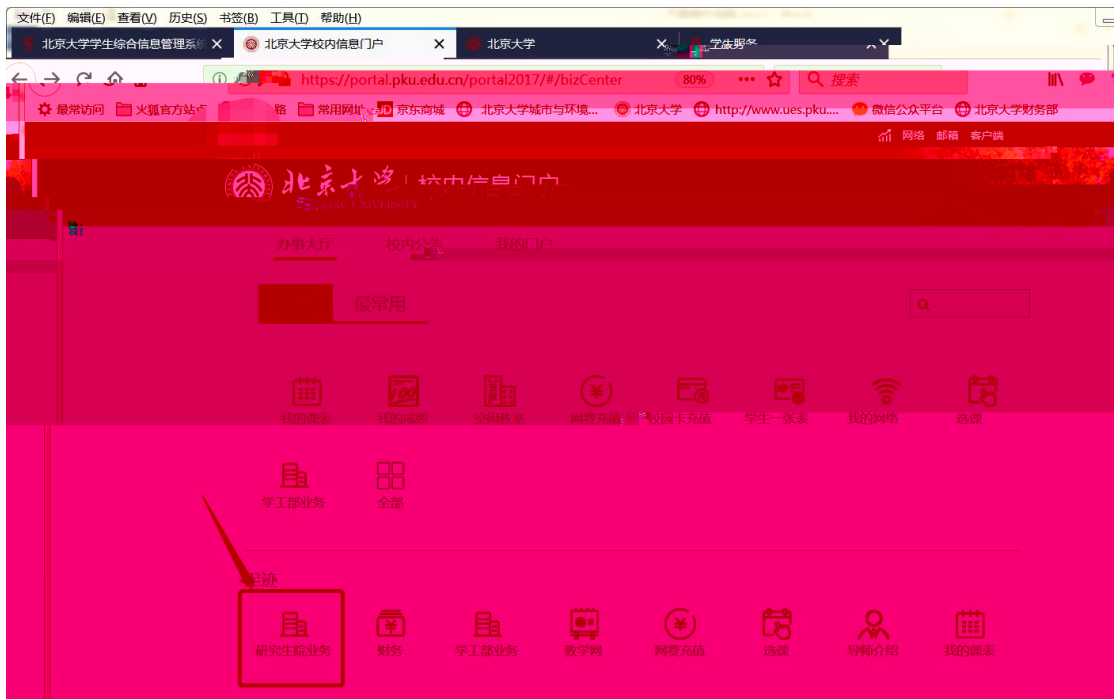 文件(F) 编辑(E) 查看(V) 历史(S) 书签(B) 工具(T) 帮助(H)
北京大学学生综合信息管理系统 × 北京大学校内信息门户 × 北京大学 ×
https://portal.pku.edu.cn/portal2017/#/bizCenter 80% 搜索
最常访问 火狐官方站点 常用网址 JD 京东商城 北京大学城市与环境... 北京大学 http://www.ues.pku.... 微信公众平台 北京大学财务部
网络 邮箱 客户端
北京大学 校内信息门户
办事大厅 校内公告 我的门户
最常用
我的课表 我的成绩 空闲教室 网费充值 校园卡充值 学生一张表 我的网络 选课
学工部业务 全部
足迹
研究生院业务 财务 学工部业务 教学网 网费充值 选课 导师介绍 我的课表